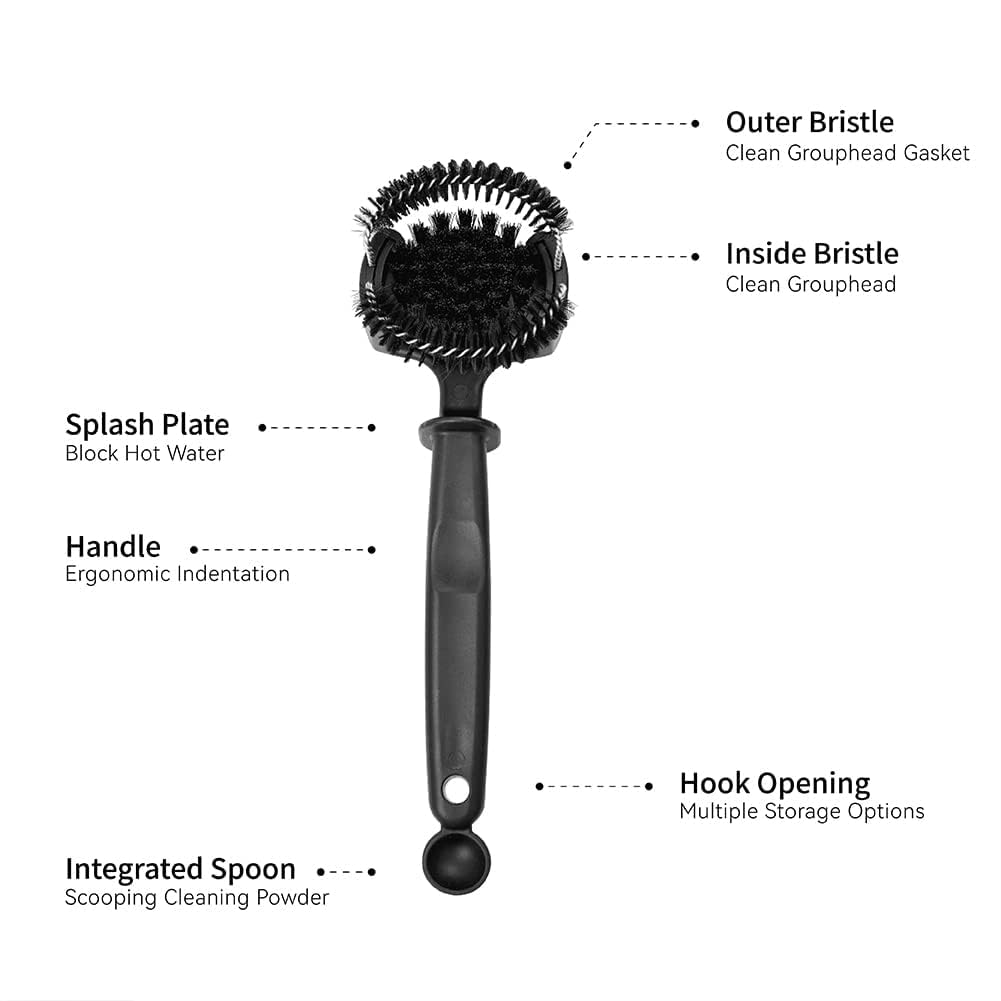 Outer Bristle
Clean Grouphead Gasket
Inside Bristle
Clean Grouphead
Splash Plate
Block Hot Water
Handle
Ergonomic Indentation
Hook Opening
Multiple Storage Options
Integrated Spoon
Scooping Cleaning Powder